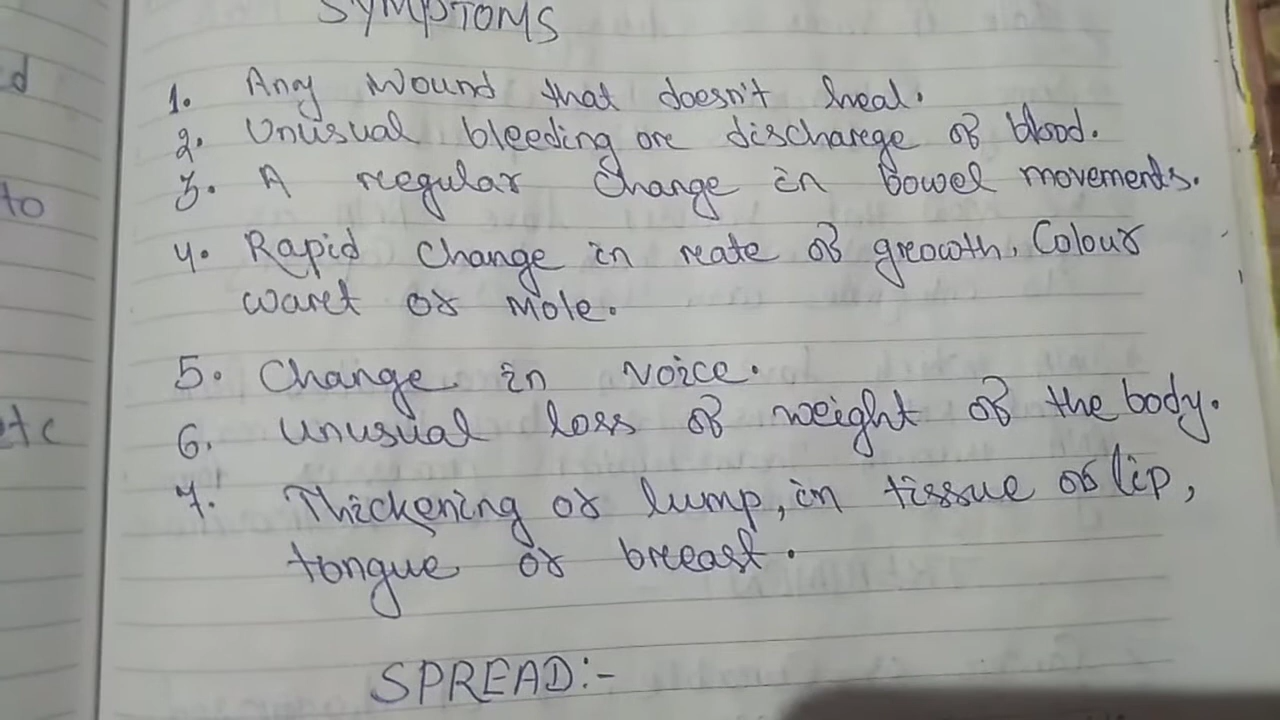 SYMPTOMS
d
1. Any wound that doesn't heal.
2. Unusual bleeding or discharge of blood.
3. A regular change in bowel movements.
to
4. Rapid change in rate of growth, Colour
wart or Mole.
5. Change in voice.
etc
6. Unusual loss of weight of the body.
7. Thickening or lump, in tissue of lip,
tongue or breast.
SPREAD:-